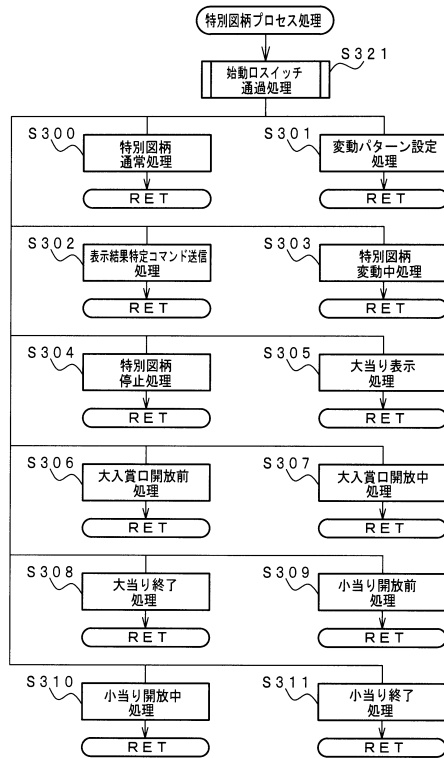 特別図柄プロセス処理
S321
始動口スイッチ
通過処理
S300
特別図柄
通常処理
RET
S301
変動パターン設定
処理
RET
S302
表示結果特定コマンド送信
処理
RET
S303
特別図柄
変動中処理
RET
S304
特別図柄
停止処理
RET
S305
大当り表示
処理
RET
S306
大入賞口開放前
処理
RET
S307
大入賞口開放中
処理
RET
S308
大当り終了
処理
RET
S309
小当り開放前
処理
RET
S310
小当り開放中
処理
RET
S311
小当り終了
処理
RET